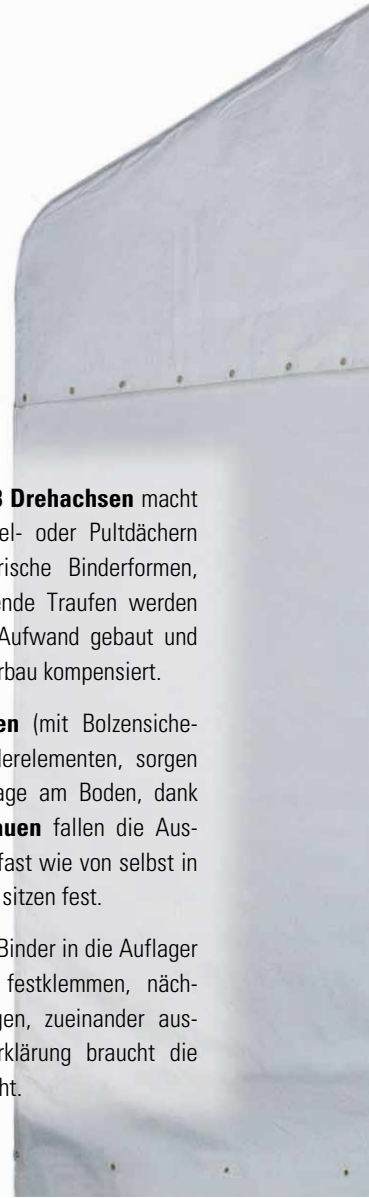 3 Drehachsen macht
el- oder Pultdächern
rische Binderformen,
ende Traufen werden
Aufwand gebaut und
rbau kompensiert.
en (mit Bolzensiche-
erelementen, sorgen
age am Boden, dank
auen fallen die Aus-
fast wie von selbst in
sitzen fest.
Binder in die Auflager
festklemmen, näch-
gen, zueinander aus-
rklärung braucht die
ht.